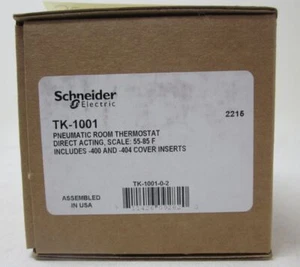 Schneider
Electric
2216
TK-1001
PNEUMATIC ROOM THERMOSTAT
DIRECT ACTING, SCALE: 55-85 F
INCLUDES -400 AND -404 COVER INSERTS
TK-1001-0-2
ASSEMBLED
IN USA